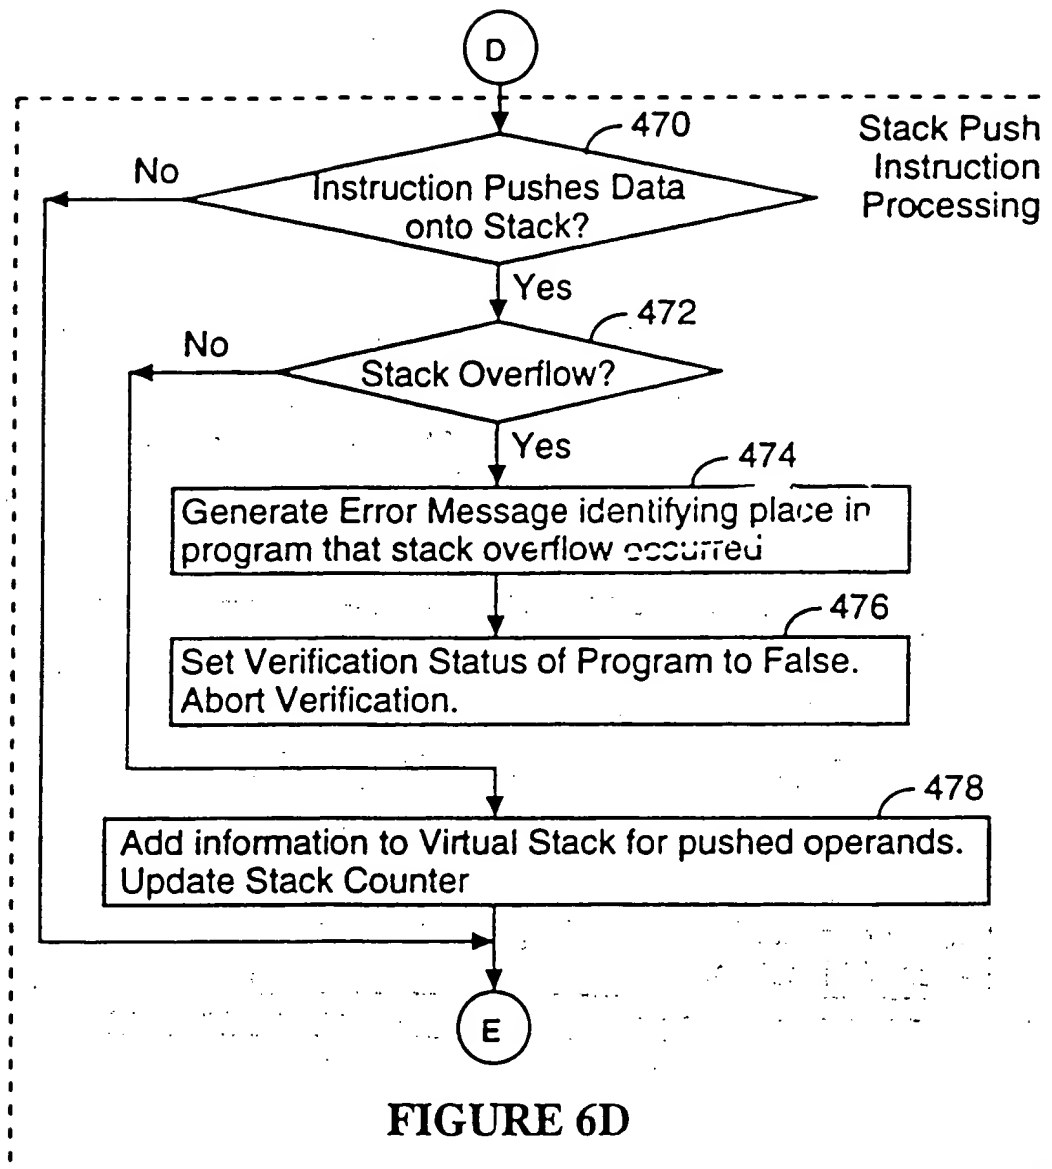 D
470
Stack Push
Instruction
Processing
No
Instruction Pushes Data
onto Stack?
Yes
472
No
Stack Overflow?
Yes
474
Generate Error Message identifying place in
program that stack overflow occurred
476
Set Verification Status of Program to False.
Abort Verification.
478
Add information to Virtual Stack for pushed operands.
Update Stack Counter
E
FIGURE 6D